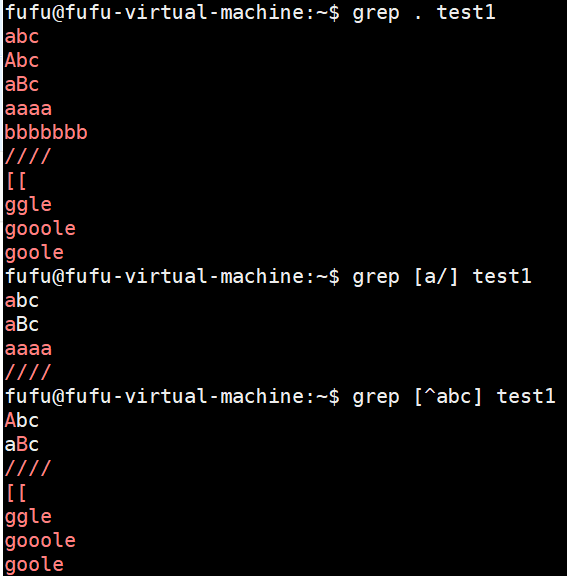 fufu@fufu-virtual-machine:~$ grep . test1
abc
Abc
aBc
aaaa
bbbbbbb
////
[[
ggle
gooole
goole
fufu@fufu-virtual-machine:~$ grep [a/] test1
abc
aBc
aaaa
////
fufu@fufu-virtual-machine:~$ grep [^abc] test1
Abc
aBc
////
[[
ggle
gooole
goole